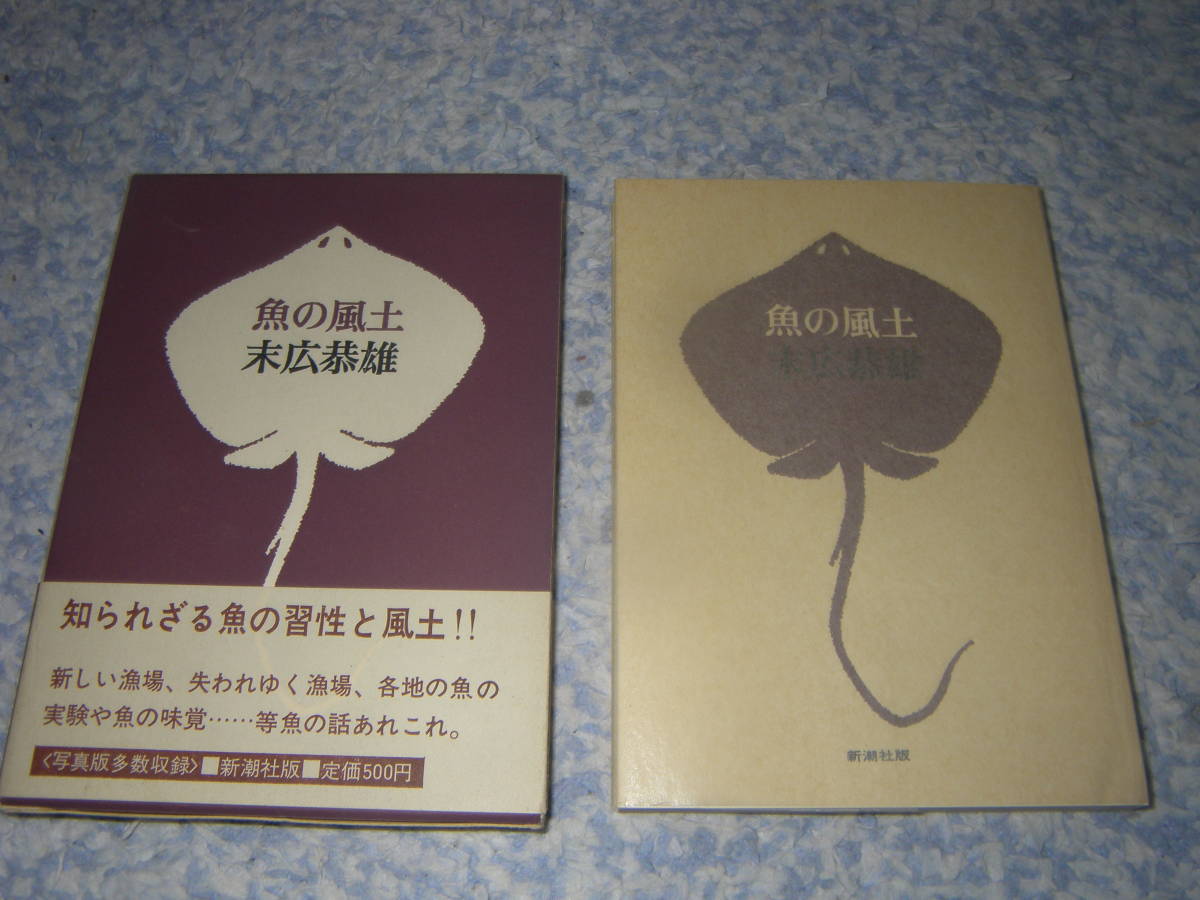 魚の風土
末広恭雄
知られざる魚の習性と風土!!
新しい漁場、失われゆく漁場、各地の魚の
実験や魚の味覚……等魚の話あれこれ。
〈写真版多数収録〉■新潮社版■定価500円
魚の風土
末広恭雄
新潮社版